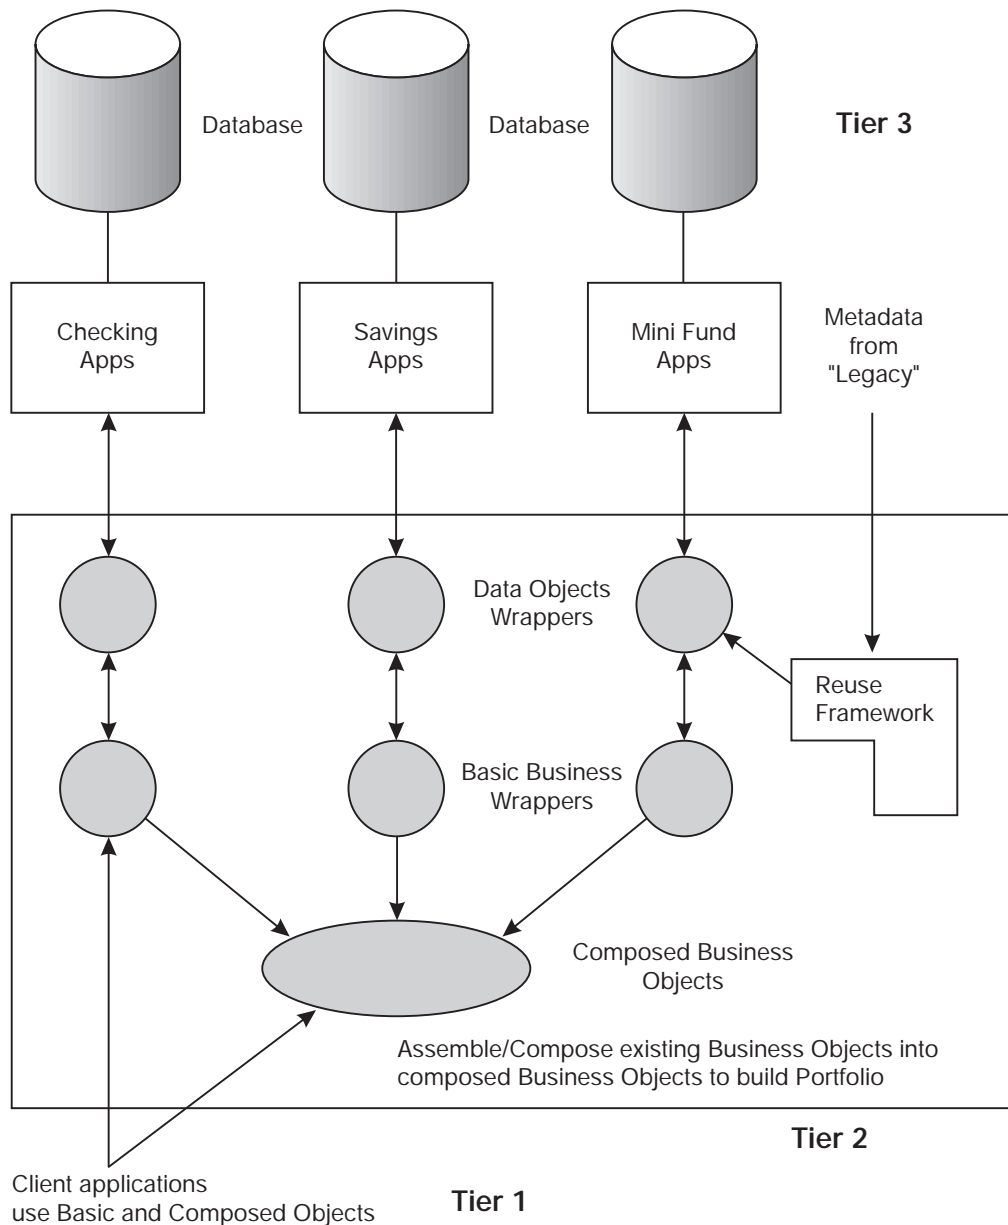 Database
Database
Tier 3
Checking
Apps
Savings
Apps
Mini Fund
Apps
Metadata
from
"Legacy"
Data Objects
Wrappers
Reuse
Framework
Basic Business
Wrappers
Composed Business
Objects
Assemble/Compose existing Business Objects into
composed Business Objects to build Portfolio
Tier 2
Client applications
use Basic and Composed Objects
Tier 1